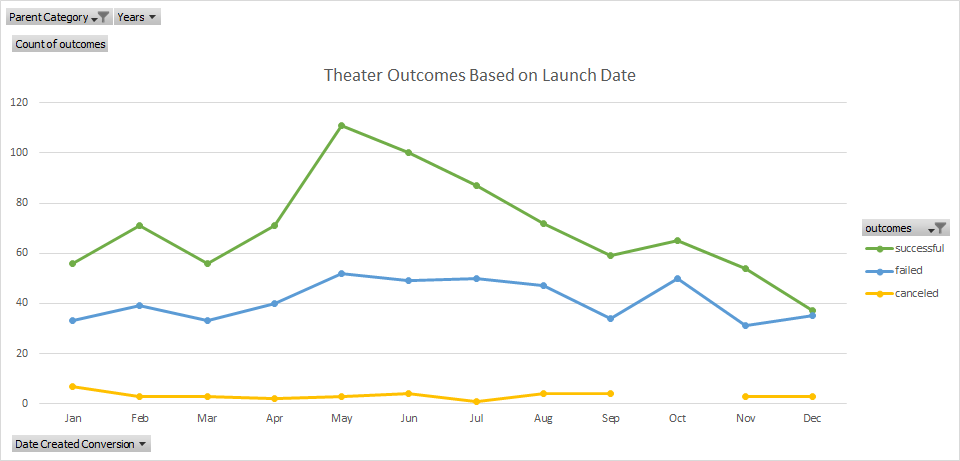 Parent Category Years
Count of outcomes
Theater Outcomes Based on Launch Date
120
100
80
60
40
20
0
Jan Feb Mar Apr May Jun Jul Aug Sep Oct Nov Dec
outcomes
successful
failed
canceled
Date Created Conversion